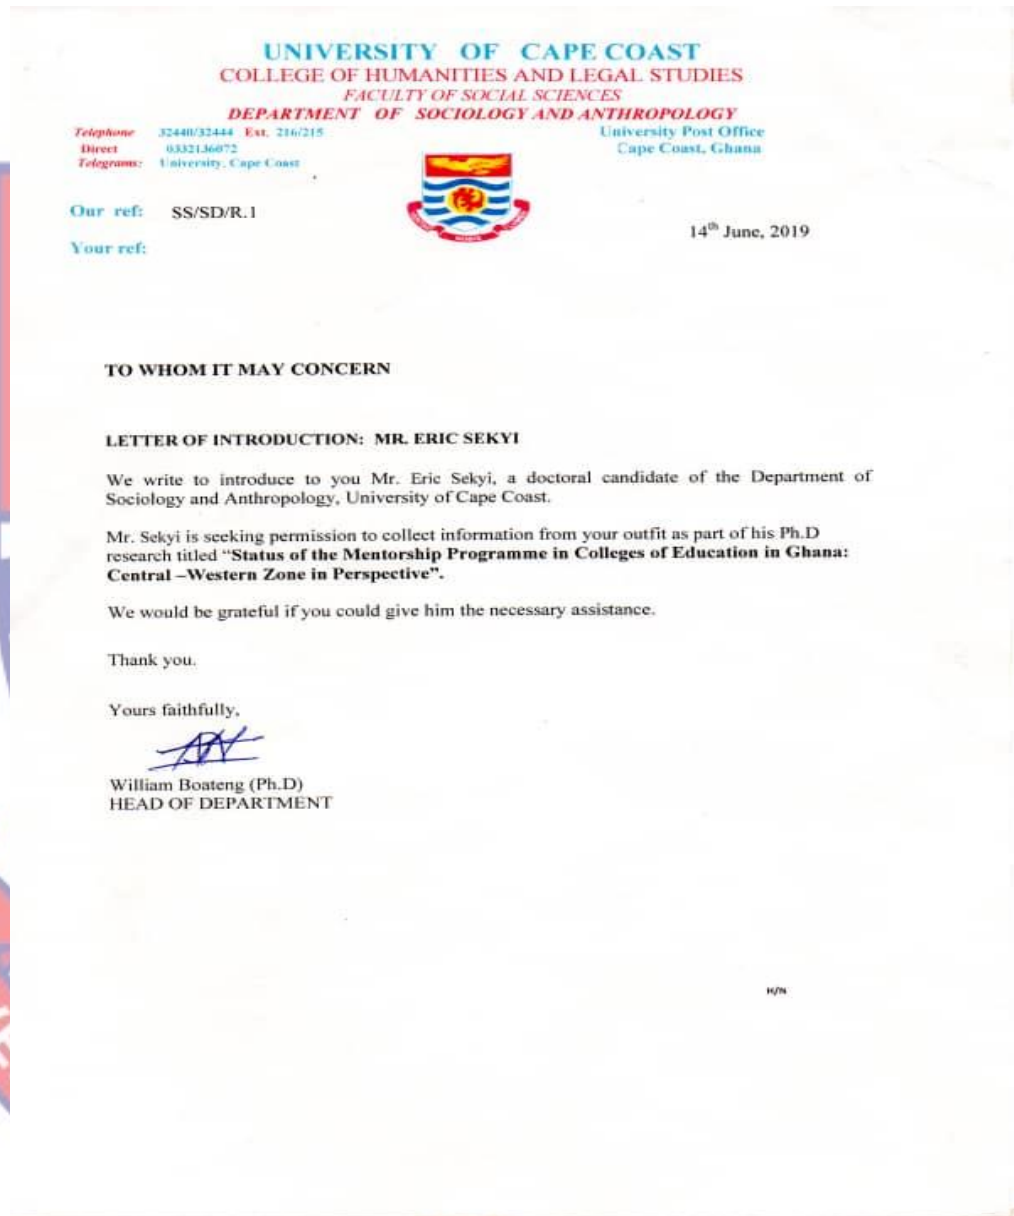 UNIVERSITY OF CAPE COAST
COLLEGE OF HUMANITIES AND LEGAL STUDIES
FACULTY OF SOCIAL SCIENCES
DEPARTMENT OF SOCIOLOGY AND ANTHROPOLOGY
Telephone 32440/32444 Ext. 216/215
Direct 0332136072
Telegrams: University, Cape Coast
University Post Office
Cape Coast, Ghana
Our ref: SS/SD/R.1
14th June, 2019
Your ref:
TO WHOM IT MAY CONCERN
LETTER OF INTRODUCTION: MR. ERIC SEKYI
We write to introduce to you Mr. Eric Sekyi, a doctoral candidate of the Department of
Sociology and Anthropology, University of Cape Coast.
Mr. Sekyi is seeking permission to collect information from your outfit as part of his Ph.D
research titled “Status of the Mentorship Programme in Colleges of Education in Ghana:
Central –Western Zone in Perspective”.
We would be grateful if you could give him the necessary assistance.
Thank you.
Yours faithfully,
William Boateng (Ph.D)
HEAD OF DEPARTMENT
H/N